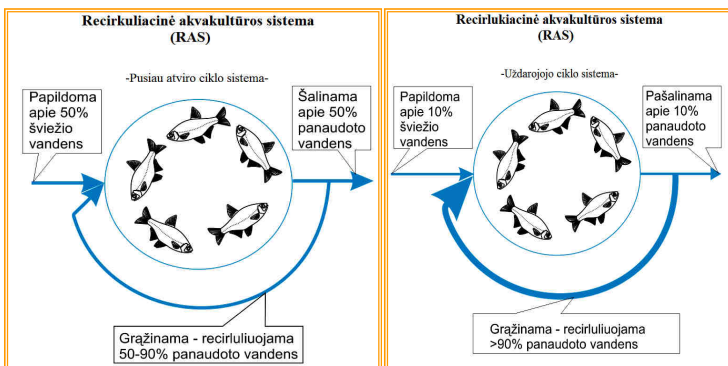 Recirkuliacinė akvakultūros sistema
(RAS)
-Pusiau atviro ciklo sistema-
Papildoma
apie 50%
šviežio
vandens
Šalinama
apie 50%
panaudoto
vandens
Grąžinama - recirluliuojama
50-90% panaudoto vandens
Recirlukiacinė akvakultūros sistema
(RAS)
-Uždarojojo ciklo sistema-
Papildoma
apie 10%
šviežio
vandens
Pašalinama
apie 10%
panaudoto
vandens
Grąžinama - recirluliuojama
>90% panaudoto vandens